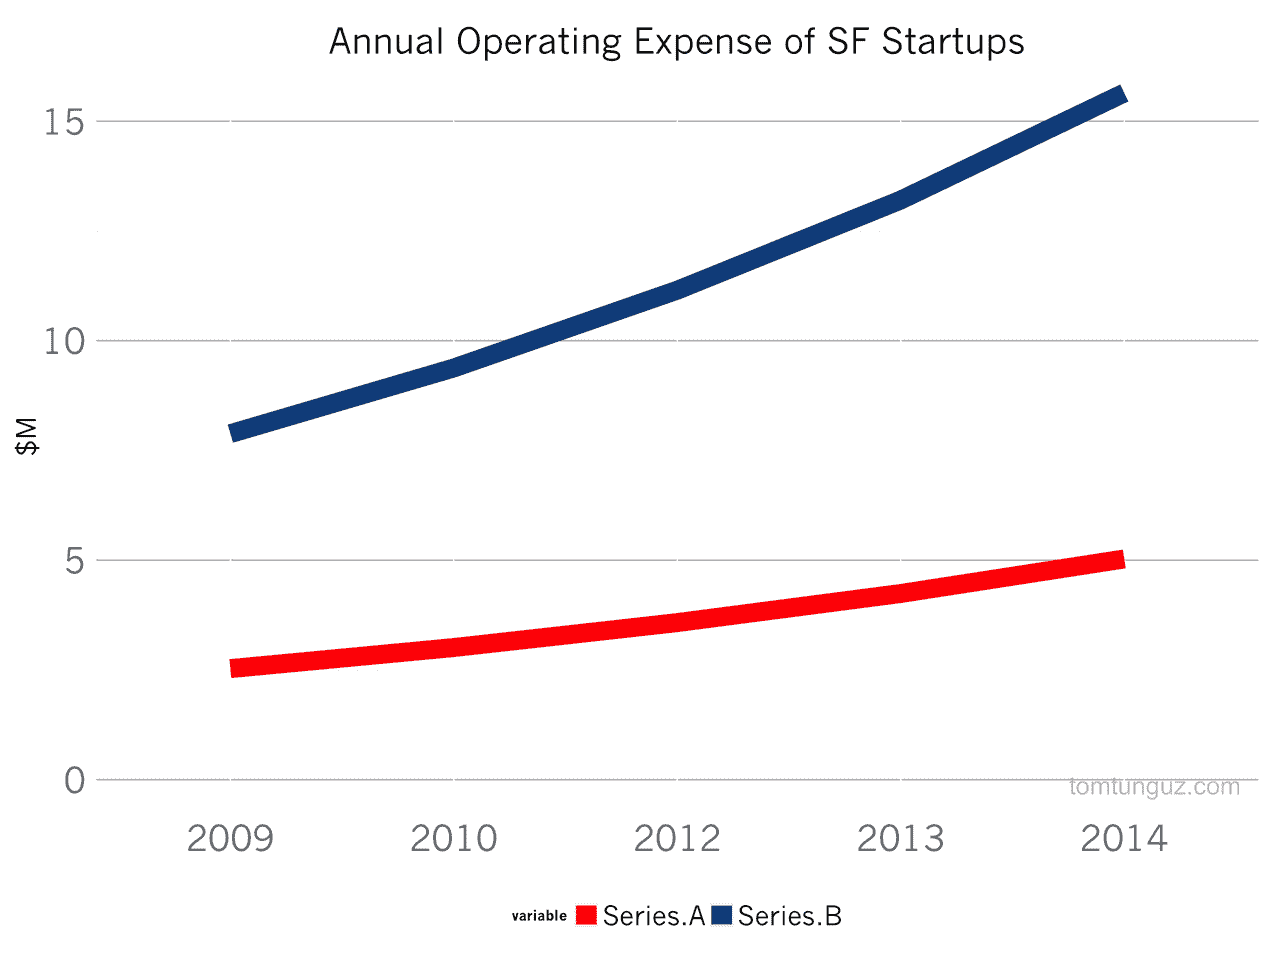 Annual Operating Expense of SF Startups
15
10
$M
5
0
tomtunguz.com
2009 2010 2012 2013 2014
variable Series.A Series.B